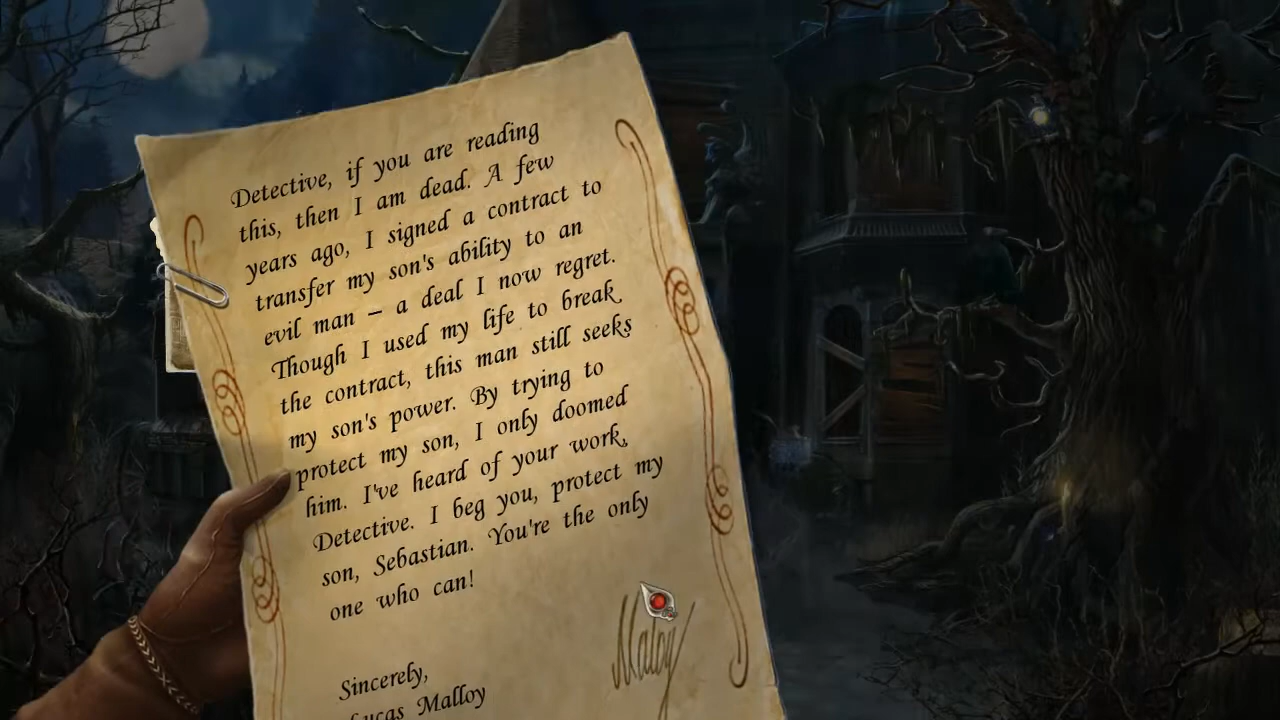 Detective, if you are reading
this, then I am dead. A few
years ago, I signed a contract to
transfer my son's ability to an
evil man – a deal I now regret.
Though I used my life to break
the contract, this man still seeks
my son's power. By trying to
protect my son, I only doomed
him. I've heard of your work,
Detective. I beg you, protect my
son, Sebastian. You're the only
one who can!
Sincerely,
Lucas Malloy
Maloy